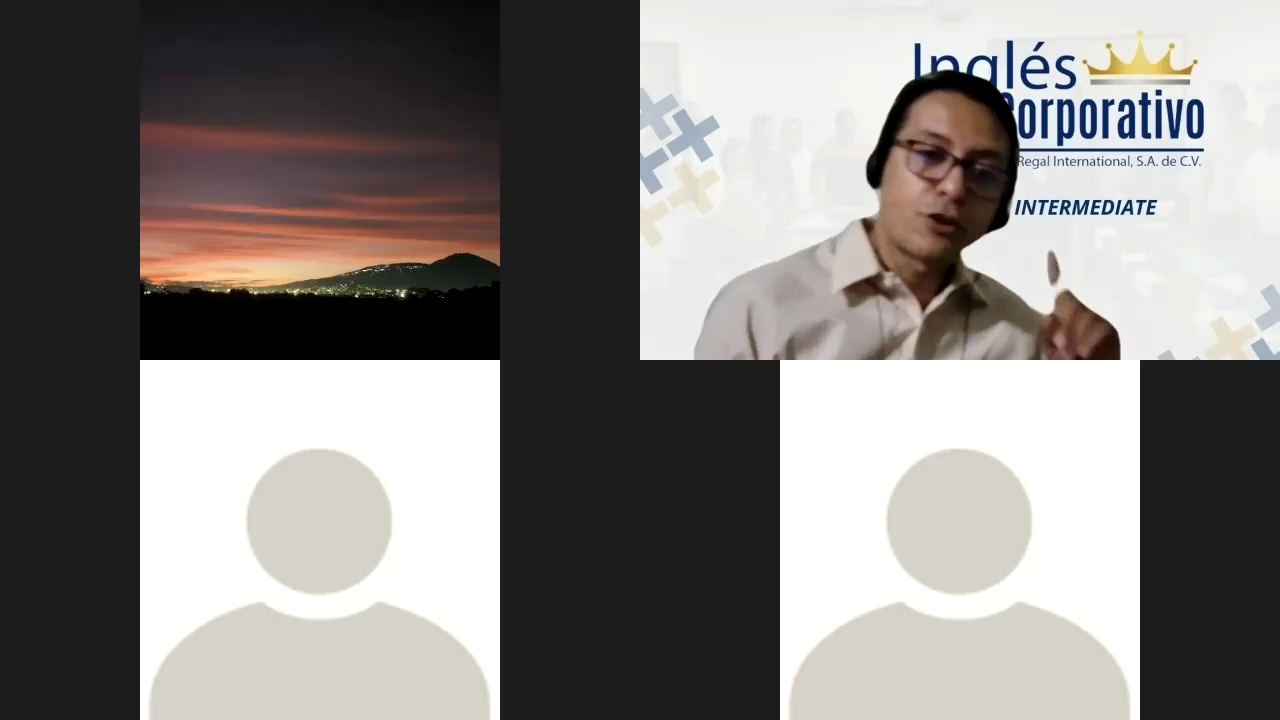 Inglés
Corporativo
Regal International, S.A. de C.V.
INTERMEDIATE